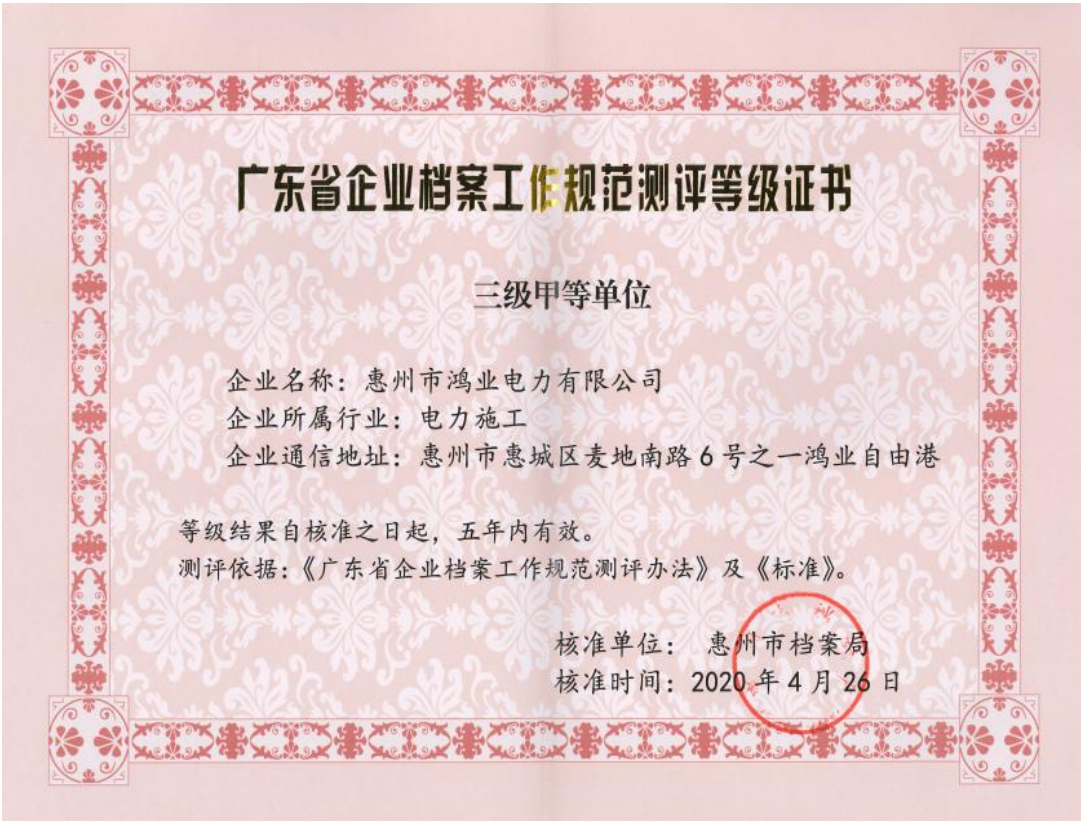 广东省企业档案工作规范测评等级证书
三级甲等单位
企业名称：惠州市鸿业电力有限公司
企业所属行业：电力施工
企业通信地址：惠州市惠城区麦地南路6号之一鸿业自由港
等级结果自核准之日起，五年内有效。
测评依据：《广东省企业档案工作规范测评办法》及《标准》。
核准单位： 惠州市档案局
核准时间：2020年4月26日